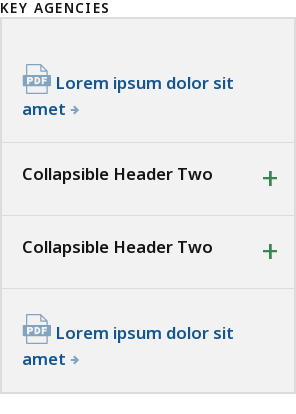 KEY AGENCIES
PDF Lorem ipsum dolor sit
amet
Collapsible Header Two
Collapsible Header Two
PDF Lorem ipsum dolor sit
amet